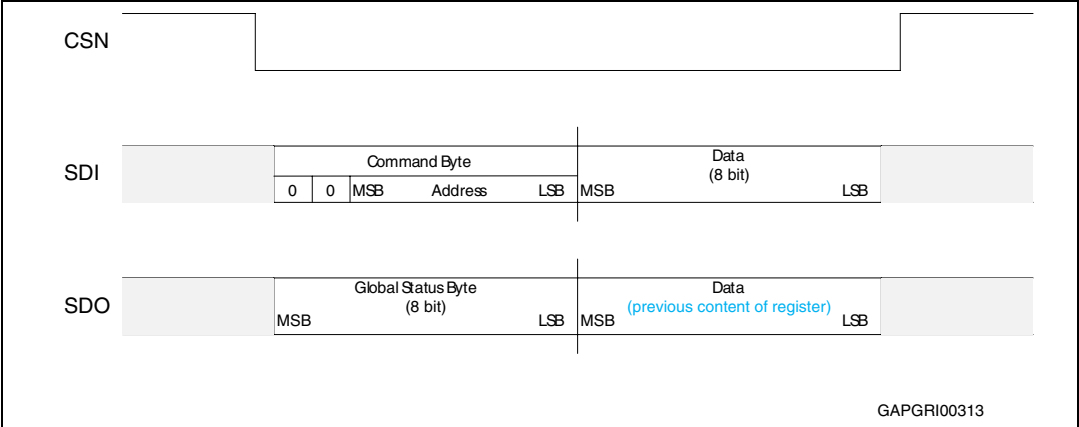 CSN
SDI
Command Byte
Data
(8 bit)
0 0 MSB Address LSB MSB LSB
SDO
Global Status Byte
(8 bit)
Data
(previous content of register)
MSB LSB MSB LSB
GAPGRI00313